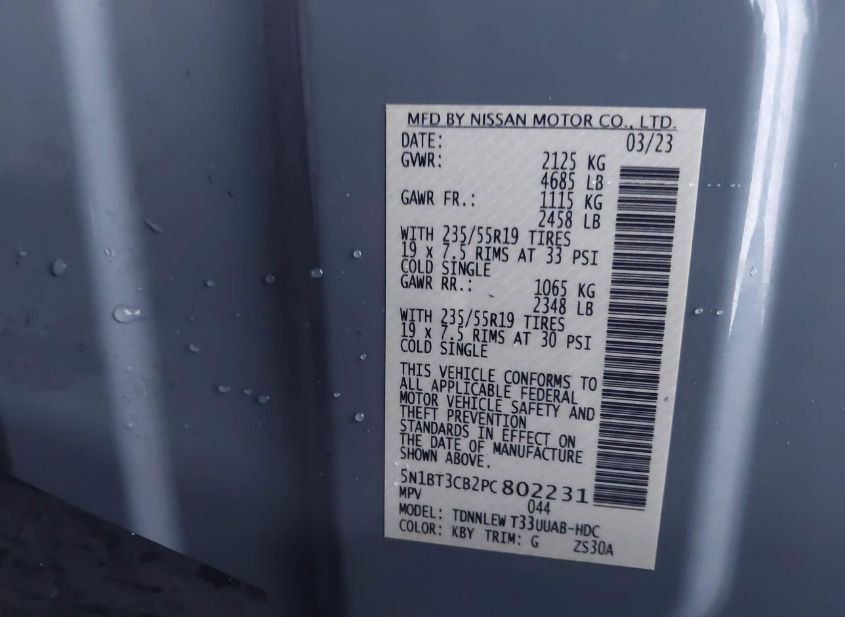 MFD BY NISSAN MOTOR CO., LTD.
DATE: 03/23
GVWR: 2125 KG
4685 LB
GAWR FR.: 1115 KG
2458 LB
WITH 235/55R19 TIRES
19 x 7.5 RIMS AT 33 PSI
COLD SINGLE
GAWR RR.: 1065 KG
2348 LB
WITH 235/55R19 TIRES
19 x 7.5 RIMS AT 30 PSI
COLD SINGLE
THIS VEHICLE CONFORMS TO
ALL APPLICABLE FEDERAL
MOTOR VEHICLE SAFETY AND
THEFT PREVENTION
STANDARDS IN EFFECT ON
THE DATE OF MANUFACTURE
SHOWN ABOVE.
5N1BT3CB2PC802231
MPV 044
MODEL: TDNNLEW T33UUAB-HDC
COLOR: KBY TRIM: G ZS30A